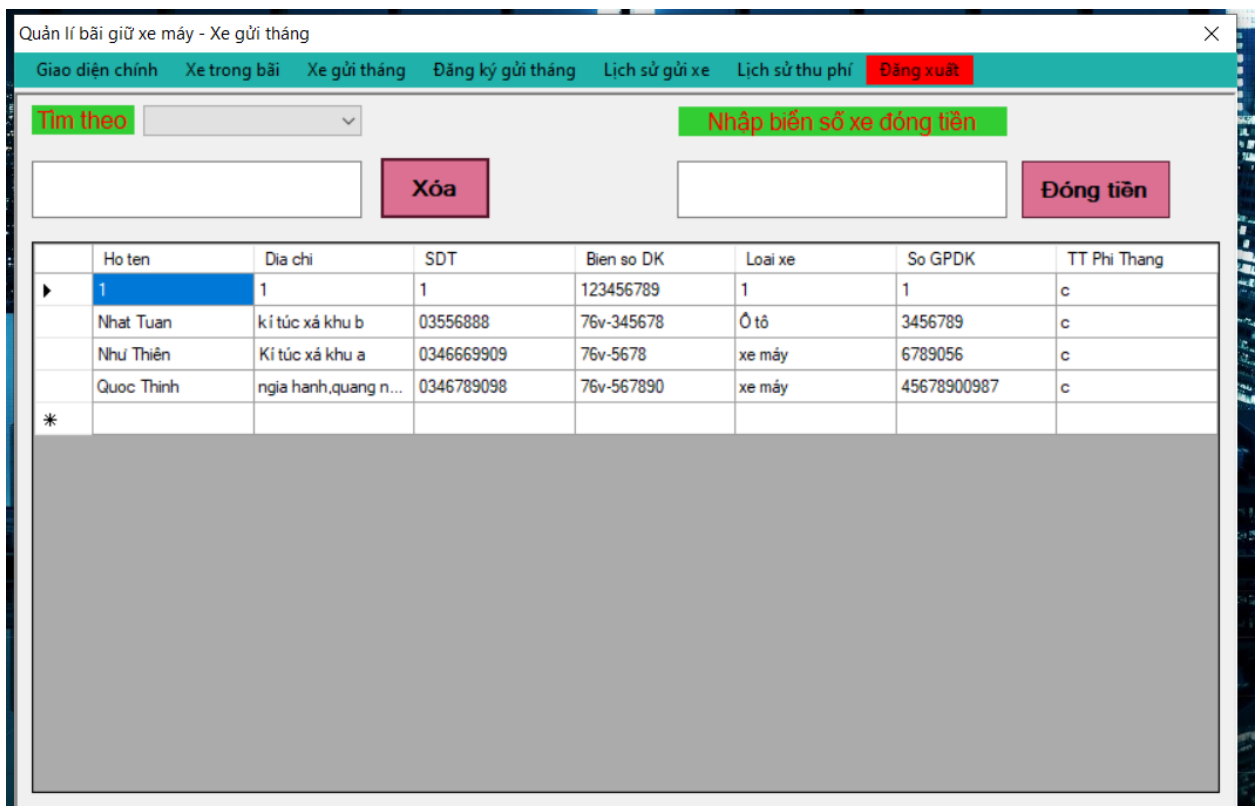 Quản lí bãi giữ xe máy - Xe gửi tháng
Giao diện chính Xe trong bãi Xe gửi tháng Đăng ký gửi tháng Lịch sử gửi xe Lịch sử thu phí Đăng xuất
Tìm theo Nhập biển số xe đóng tiền
Xóa Đóng tiền
Ho ten Dia chi SDT Bien so DK Loai xe So GPDK TT Phi Thang
1 1 1 123456789 1 1 c
Nhat Tuan kí túc xá khu b 03556888 76v-345678 Ô tô 3456789 c
Như Thiên Kí túc xá khu a 0346669909 76v-5678 xe máy 6789056 c
Quoc Thinh ngia hanh,quang n... 0346789098 76v-567890 xe máy 45678900987 c